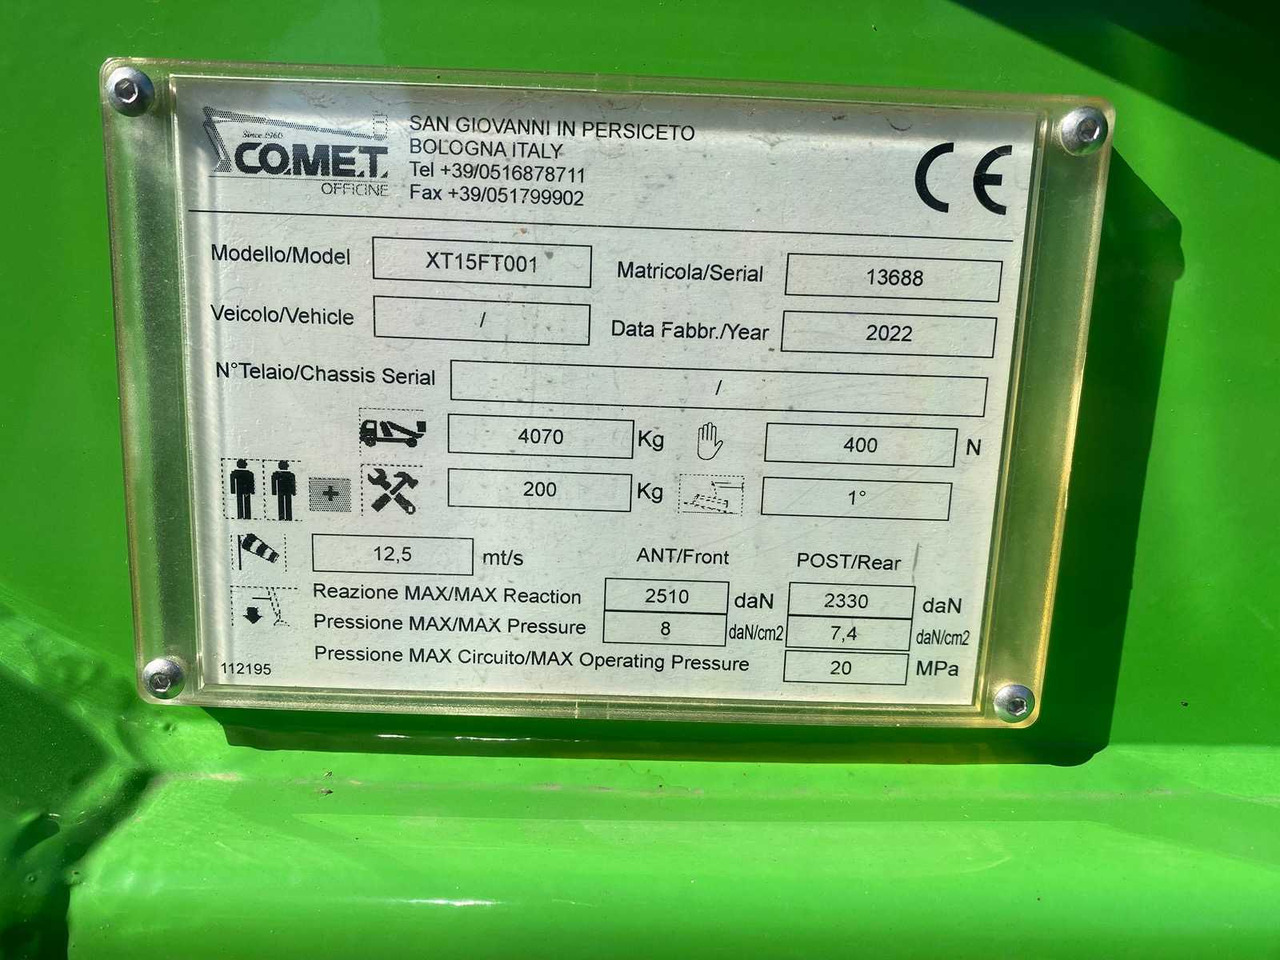 Since 1960
CO.ME.T.
OFFICINE
SAN GIOVANNI IN PERSICETO
BOLOGNA ITALY
Tel +39/0516878711
Fax +39/051799902
CE
Modello/Model XT15FT001 Matricola/Serial 13688
Veicolo/Vehicle / Data Fabbr./Year 2022
N°Telaio/Chassis Serial /
4070 Kg 400 N
+ 200 Kg 1°
12,5 mt/s ANT/Front POST/Rear
Reazione MAX/MAX Reaction 2510 daN 2330 daN
Pressione MAX/MAX Pressure 8 daN/cm2 7,4 daN/cm2
Pressione MAX Circuito/MAX Operating Pressure 20 MPa
112195